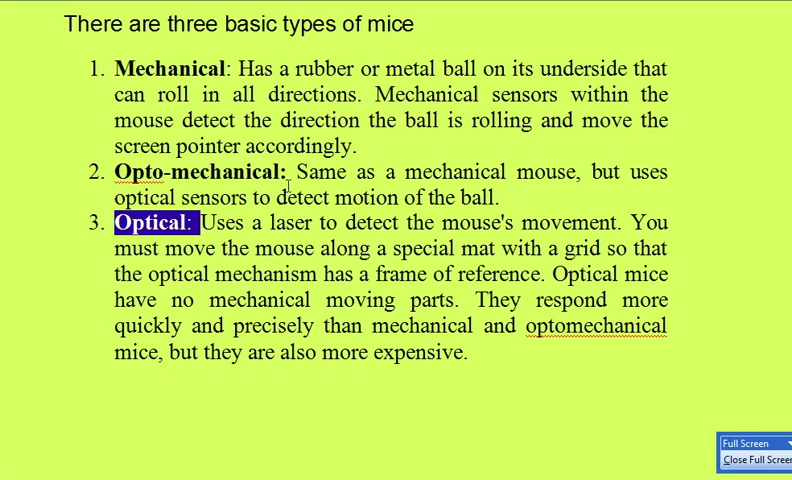 There are three basic types of mice
1. Mechanical: Has a rubber or metal ball on its underside that
can roll in all directions. Mechanical sensors within the
mouse detect the direction the ball is rolling and move the
screen pointer accordingly.
2. Opto-mechanical: Same as a mechanical mouse, but uses
optical sensors to detect motion of the ball.
3. Optical: Uses a laser to detect the mouse's movement. You
must move the mouse along a special mat with a grid so that
the optical mechanism has a frame of reference. Optical mice
have no mechanical moving parts. They respond more
quickly and precisely than mechanical and optomechanical
mice, but they are also more expensive.
Full Screen
Close Full Screen